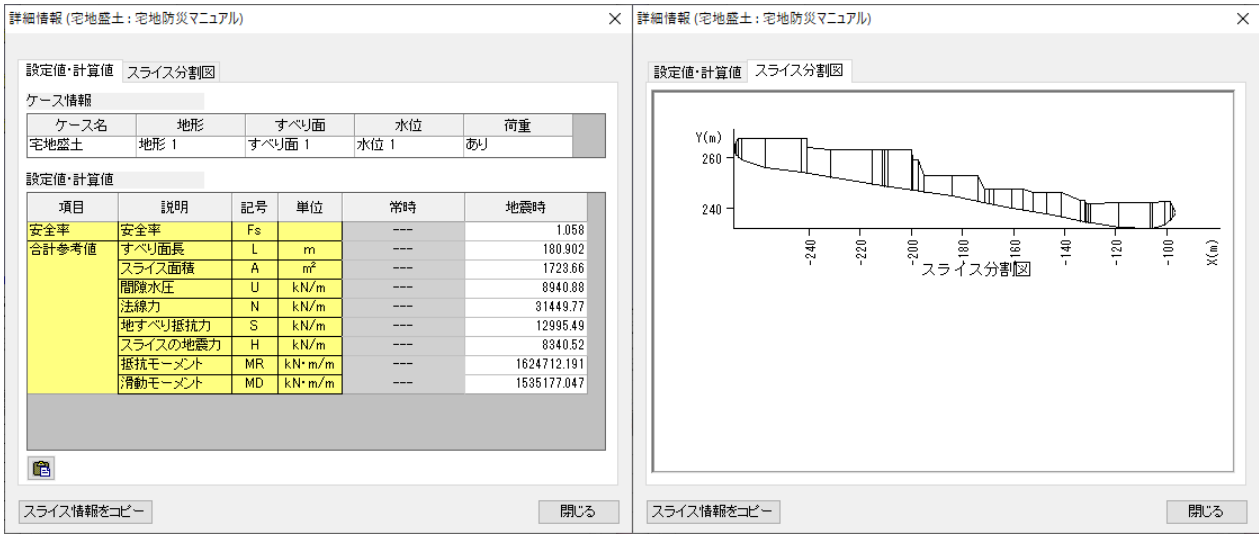 詳細情報 (宅地盛土 : 宅地防災マニュアル)
設定値・計算値 スライス分割図
ケース情報
ケース名 地形 すべり面 水位 荷重
宅地盛土 地形 1 すべり面 1 水位 1 あり
設定値・計算値
項目 説明 記号 単位 常時 地震時
安全率 安全率 Fs --- 1.058
合計参考値 すべり面長 L m --- 180.902
スライス面積 A m² --- 1723.66
間隙水圧 U kN/m --- 8940.88
法線力 N kN/m --- 31449.77
地すべり抵抗力 S kN/m --- 12995.49
スライスの地震力 H kN/m --- 8340.52
抵抗モーメント MR kN・m/m --- 1624712.191
滑動モーメント MD kN・m/m --- 1535177.047
スライス情報をコピー 閉じる
詳細情報 (宅地盛土 : 宅地防災マニュアル)
設定値・計算値 スライス分割図
Y(m)
260
240
-240 -220 -200 -180 -160 -140 -120 -100 X(m)
スライス分割図
スライス情報をコピー 閉じる